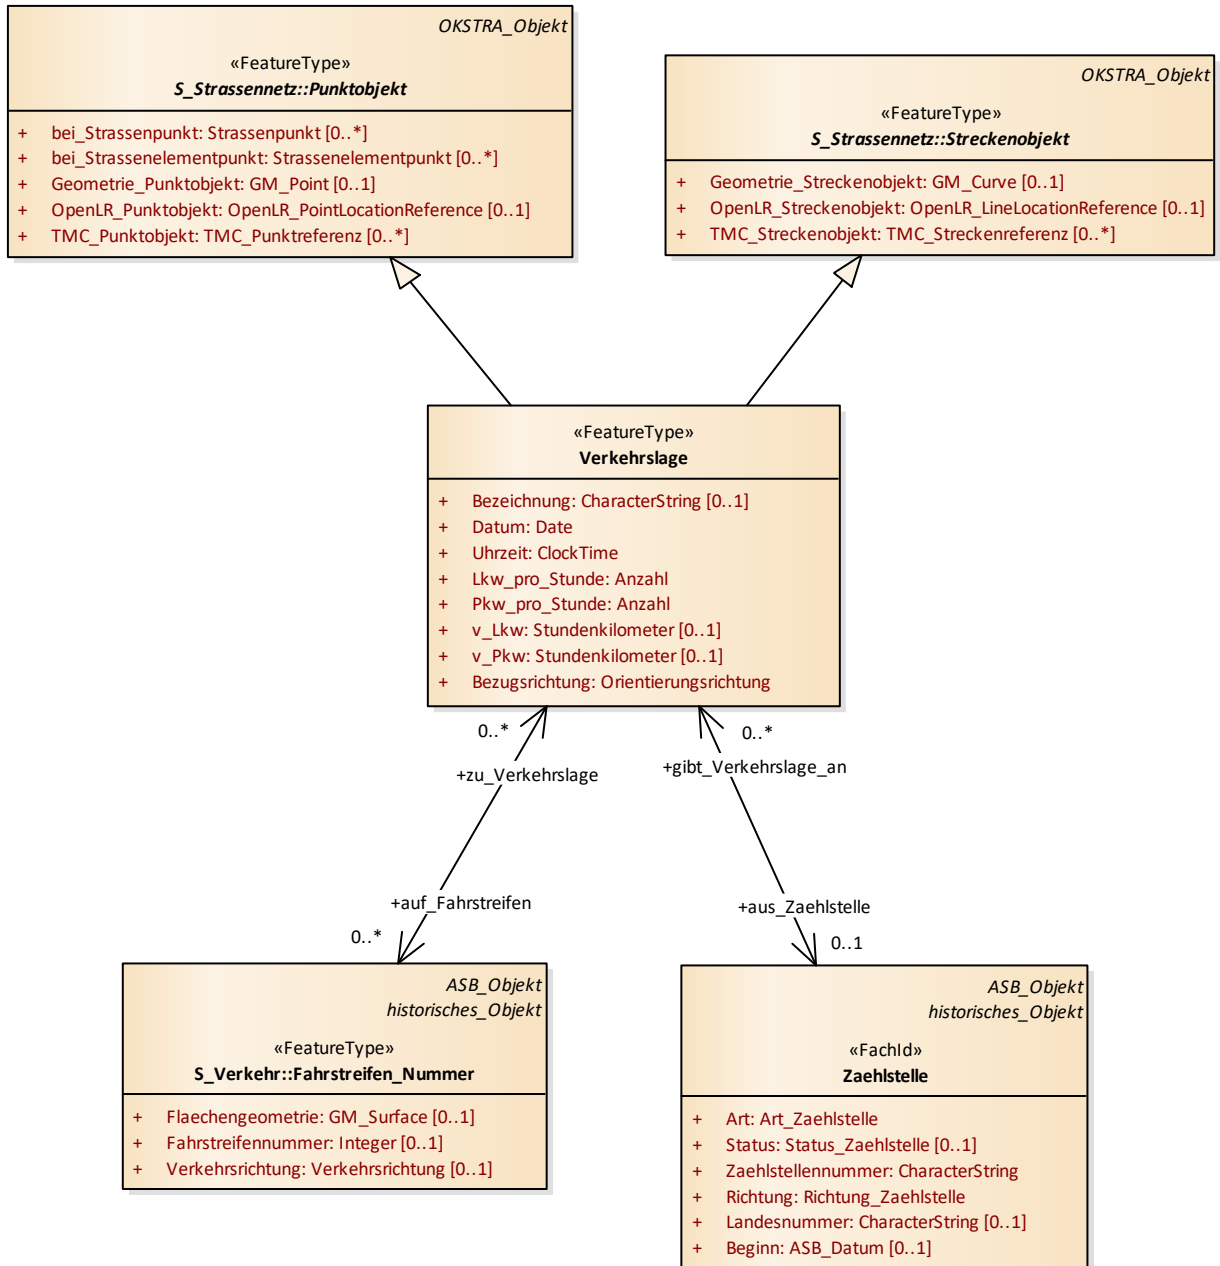 OKSTRA_Objekt
«FeatureType»
S_Strassennetz::Punktobjekt
+ bei_Strassenpunkt: Strassenpunkt [0..*]
+ bei_Strassenelementpunkt: Strassenelementpunkt [0..*]
+ Geometrie_Punktobjekt: GM_Point [0..1]
+ OpenLR_Punktobjekt: OpenLR_PointLocationReference [0..1]
+ TMC_Punktobjekt: TMC_Punktreferenz [0..*]
OKSTRA_Objekt
«FeatureType»
S_Strassennetz::Streckenobjekt
+ Geometrie_Streckenobjekt: GM_Curve [0..1]
+ OpenLR_Streckenobjekt: OpenLR_LineLocationReference [0..1]
+ TMC_Streckenobjekt: TMC_Streckenreferenz [0..*]
«FeatureType»
Verkehrslage
+ Bezeichnung: CharacterString [0..1]
+ Datum: Date
+ Uhrzeit: ClockTime
+ Lkw_pro_Stunde: Anzahl
+ Pkw_pro_Stunde: Anzahl
+ v_Lkw: Stundenkilometer [0..1]
+ v_Pkw: Stundenkilometer [0..1]
+ Bezugsrichtung: Orientierungsrichtung
0..*
+zu_Verkehrslage
0..*
+gibt_Verkehrslage_an
+auf_Fahrstreifen
0..*
+aus_Zaehlstelle
0..1
ASB_Objekt
historisches_Objekt
«FeatureType»
S_Verkehr::Fahrstreifen_Nummer
+ Flaechengeometrie: GM_Surface [0..1]
+ Fahrstreifennummer: Integer [0..1]
+ Verkehrsrichtung: Verkehrsrichtung [0..1]
ASB_Objekt
historisches_Objekt
«FachId»
Zaehlstelle
+ Art: Art_Zaehlstelle
+ Status: Status_Zaehlstelle [0..1]
+ Zaehlstellennummer: CharacterString
+ Richtung: Richtung_Zaehlstelle
+ Landesnummer: CharacterString [0..1]
+ Beginn: ASB_Datum [0..1]